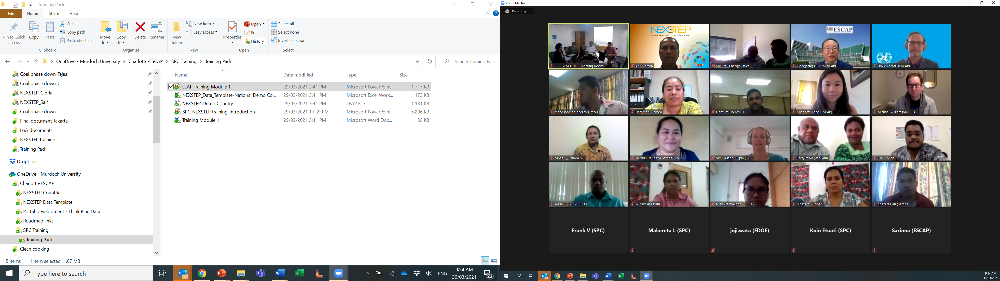 Training Pack
File Home Share View
Pin to Quick access
Copy
Paste
Cut
Copy path
Paste shortcut
Clipboard
Move to
Copy to
Delete
Rename
Organize
New folder
New item
Easy access
New
Properties
Open
Edit
History
Open
Select all
Select none
Invert selection
Select
OneDrive - Murdoch University > Charlotte-ESCAP > SPC Training > Training Pack
Search Training Pack
Coal phase down-Tejas
Coal phase down_CL
NEXSTEP_Gloria
NEXSTEP_Saif
Coal phase down
Final document_Jakarta
LoA documents
NEXSTEP training
Training Pack
Dropbox
OneDrive - Murdoch University
Charlotte-ESCAP
NEXSTEP Countries
NEXSTEP Data Template
Portal Development - Think Blue Data
Roadmap links
SPC Training
Training Pack
Clean cooking
Name Date modified Type Size
LEAP Training Module 1 29/03/2021 3:41 PM Microsoft PowerPoint... 1,717 KB
NEXSTEP_Data_Template-National Demo Co... 29/03/2021 3:41 PM Microsoft Excel Work... 173 KB
NEXSTEP_Demo Country 29/03/2021 3:41 PM LEAP File 1,131 KB
SPC_NEXSTEP training_Introduction 29/03/2021 11:39 PM Microsoft PowerPoint... 5,206 KB
Training Module 1 29/03/2021 3:41 PM Microsoft Word Doc... 33 KB
5 items 1 item selected 1.67 MB
Type here to search
ENG
9:34 AM
30/03/2021
22
Zoom Meeting
Recording...
NEXSTEP
National Expert SDG Tool for Energy Planning
ESCAP
SPC GEM-DUCIE Meeting Room
Anis Zaman
Vanuatu Energy Office
Hongpeng Liu (UNESCAP)
David Ferrari (ESCAP)
mose (Samoa energy Office)
Heremoni-Samoa
Dept. of Energy - Fiji
Charlotte Yong (ESCAP)
Michael Williamson ESCAP
Mose T_ Samoa SBS
Tausulu Reupena Samoa SBS
SPC -Alison Culpin (SPC)
Terry mael (Vanuatu)
'Eli - Tonga
Jesse B (SPC PCREEE)
Miriam (Kiribati)
May Prachakporn (ESCAP)
u.betero (Kiribati)
tipeni.faalafi (Samoa)
Frank V (SPC)
Makereta L (SPC)
joji.wata (FDOE)
Koin Etuati (SPC)
Sarinna (ESCAP)
9:34 AM
30/03/2021